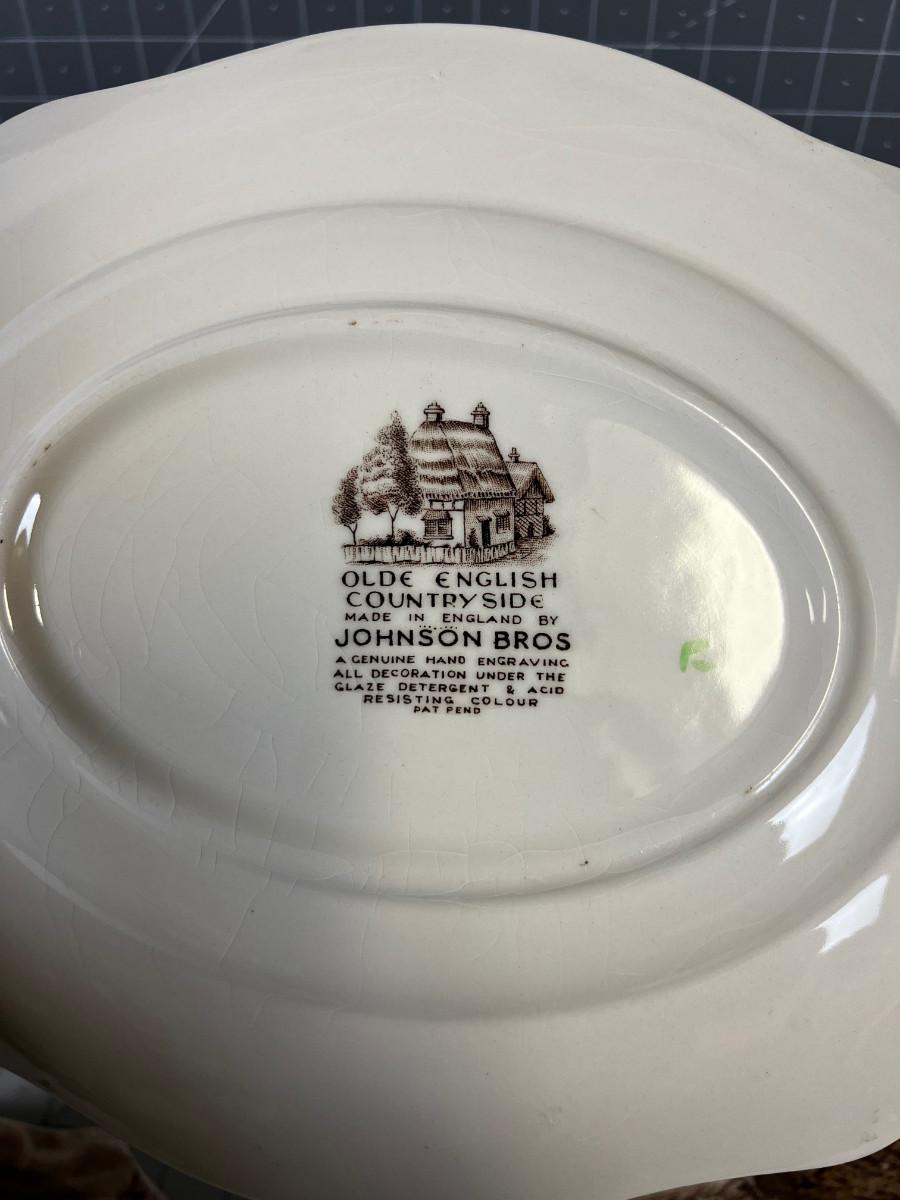 OLDE ENGLISH
COUNTRYSIDE
MADE IN ENGLAND BY
JOHNSON BROS
A GENUINE HAND ENGRAVING
ALL DECORATION UNDER THE
GLAZE DETERGENT & ACID
RESISTING COLOUR
PAT PEND